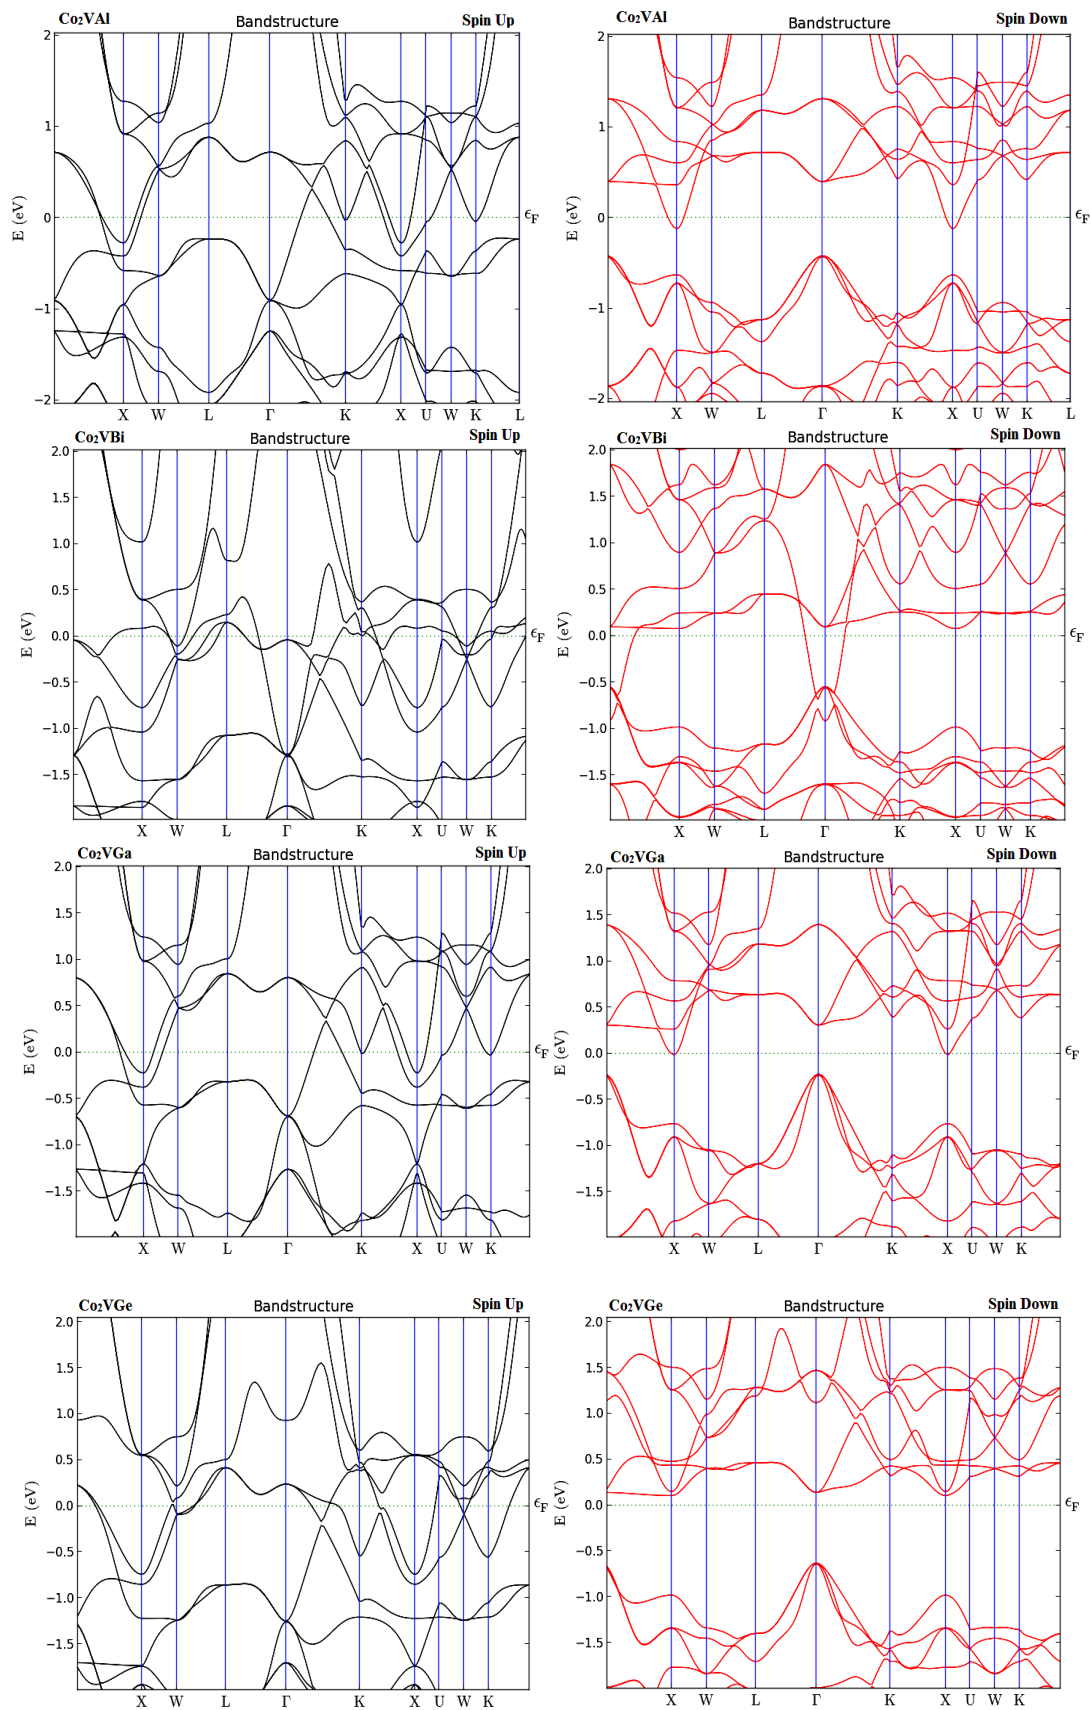 Co₂VAl Bandstructure Spin Up
2
1
0
−1
−2
E (eV)
ϵF
X W L Γ K X U W K L
Co₂VAl Bandstructure Spin Down
2
1
0
−1
−2
E (eV)
ϵF
X W L Γ K X U W K L
Co₂VBi Bandstructure Spin Up
2.0
1.5
1.0
0.5
0.0
−0.5
−1.0
−1.5
E (eV)
ϵF
X W L Γ K X U W K
Co₂VBi Bandstructure Spin Down
2.0
1.5
1.0
0.5
0.0
−0.5
−1.0
−1.5
E (eV)
ϵF
X W L Γ K X U W K
Co₂VGa Bandstructure Spin Up
2.0
1.5
1.0
0.5
0.0
−0.5
−1.0
−1.5
E (eV)
ϵF
X W L Γ K X U W K
Co₂VGa Bandstructure Spin Down
2.0
1.5
1.0
0.5
0.0
−0.5
−1.0
−1.5
E (eV)
ϵF
X W L Γ K X U W K
Co₂VGe Bandstructure Spin Up
2.0
1.5
1.0
0.5
0.0
−0.5
−1.0
−1.5
E (eV)
ϵF
X W L Γ K X U W K
Co₂VGe Bandstructure Spin Down
2.0
1.5
1.0
0.5
0.0
−0.5
−1.0
−1.5
E (eV)
ϵF
X W L Γ K X U W K